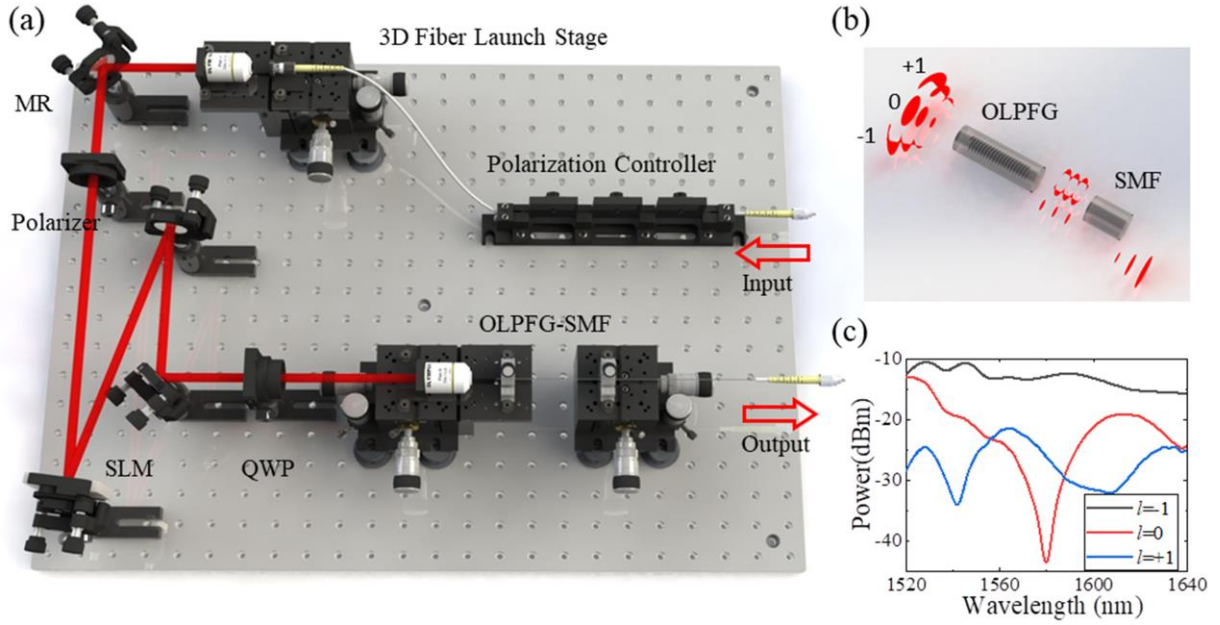 (a)
3D Fiber Launch Stage
MR
Polarization Controller
Polarizer
Input
OLPFG-SMF
SLM
QWP
Output
(b)
+1
0
-1
OLPFG
SMF
(c)
-10
-20
-30
-40
Power(dBm)
l=-1
l=0
l=+1
1520
1560
1600
1640
Wavelength (nm)